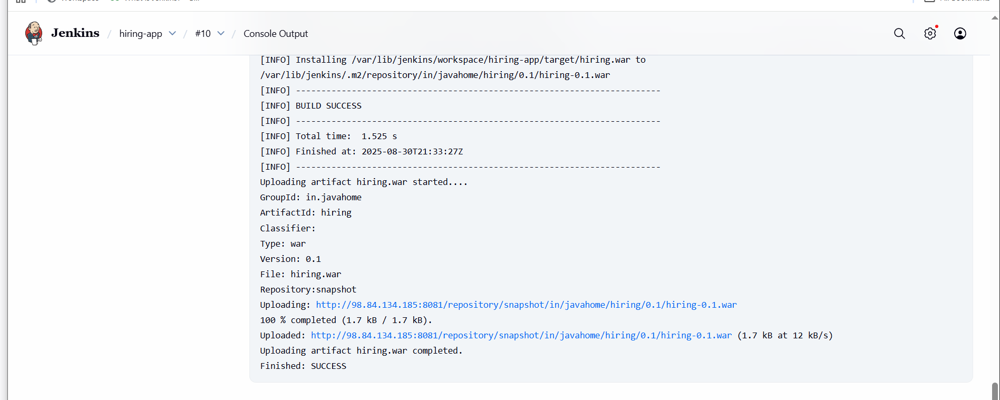 Jenkins / hiring-app / #10 / Console Output
[INFO] Installing /var/lib/jenkins/workspace/hiring-app/target/hiring.war to
/var/lib/jenkins/.m2/repository/in/javahome/hiring/0.1/hiring-0.1.war
[INFO] ------------------------------------------------------------------------
[INFO] BUILD SUCCESS
[INFO] ------------------------------------------------------------------------
[INFO] Total time:  1.525 s
[INFO] Finished at: 2025-08-30T21:33:27Z
[INFO] ------------------------------------------------------------------------
Uploading artifact hiring.war started....
GroupId: in.javahome
ArtifactId: hiring
Classifier:
Type: war
Version: 0.1
File: hiring.war
Repository:snapshot
Uploading: http://98.84.134.185:8081/repository/snapshot/in/javahome/hiring/0.1/hiring-0.1.war
100 % completed (1.7 kB / 1.7 kB).
Uploaded: http://98.84.134.185:8081/repository/snapshot/in/javahome/hiring/0.1/hiring-0.1.war (1.7 kB at 12 kB/s)
Uploading artifact hiring.war completed.
Finished: SUCCESS